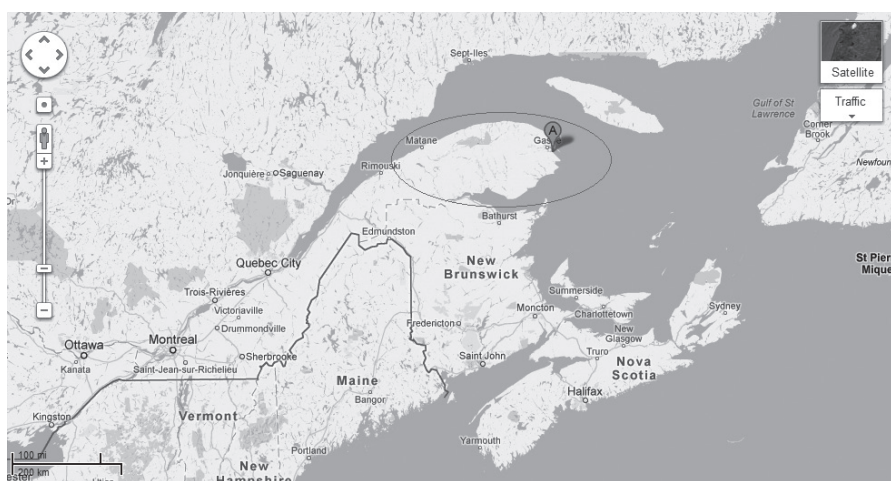 Sept-Iles
Satellite
Traffic
Gulf of St
Lawrence
Corner
Brook
A
Matane
Gas
Rimouski
Jonquière
Saguenay
Newfoun
Bathurst
Edmundston
Quebec City
New
Brunswick
St Pier
Mique
Trois-Rivières
Summerside
Charlottetown
Sydney
Victoriaville
Moncton
Drummondville
Fredericton
New
Glasgow
Ottawa
Montreal
Kanata
Sherbrooke
Saint-Jean-sur-Richelieu
Saint John
Truro
Nova
Scotia
Maine
Bangor
Halifax
Vermont
Kingston
Yarmouth
Portland
100 mi
200 km
New
Hampshire
ester